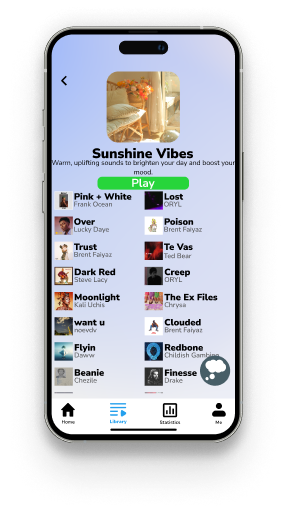 Sunshine Vibes
Warm, uplifting sounds to brighten your day and boost your
mood.
Play
Pink + White
Frank Ocean
Lost
ORYL
Over
Lucky Daye
Poison
Brent Faiyaz
Trust
Brent Faiyaz
Te Vas
Ted Bear
Dark Red
Steve Lacy
Creep
ORYL
Moonlight
Kali Uchis
The Ex Files
Chrysa
want u
noevdv
Clouded
Brent Faiyaz
Flyin
Daww
Redbone
Childish Gambino
Beanie
Chezile
Finesse
Drake
Home
Library
Statistics
Me